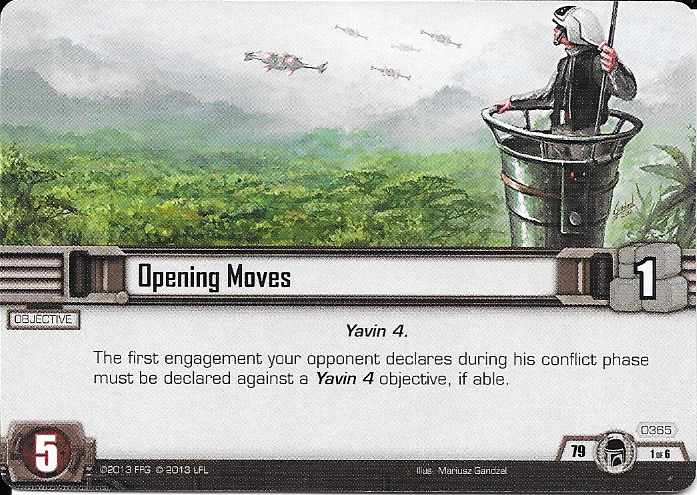 Opening Moves
1
OBJECTIVE
Yavin 4.
The first engagement your opponent declares during his conflict phase
must be declared against a Yavin 4 objective, if able.
5
©2013 FFG © 2013 LFL
Illus. Mariusz Gandzel
0365
79
1 OF 6